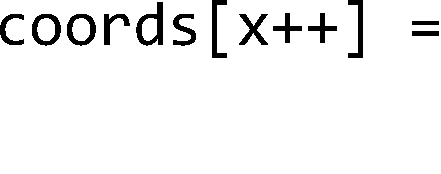 coords[x++] =